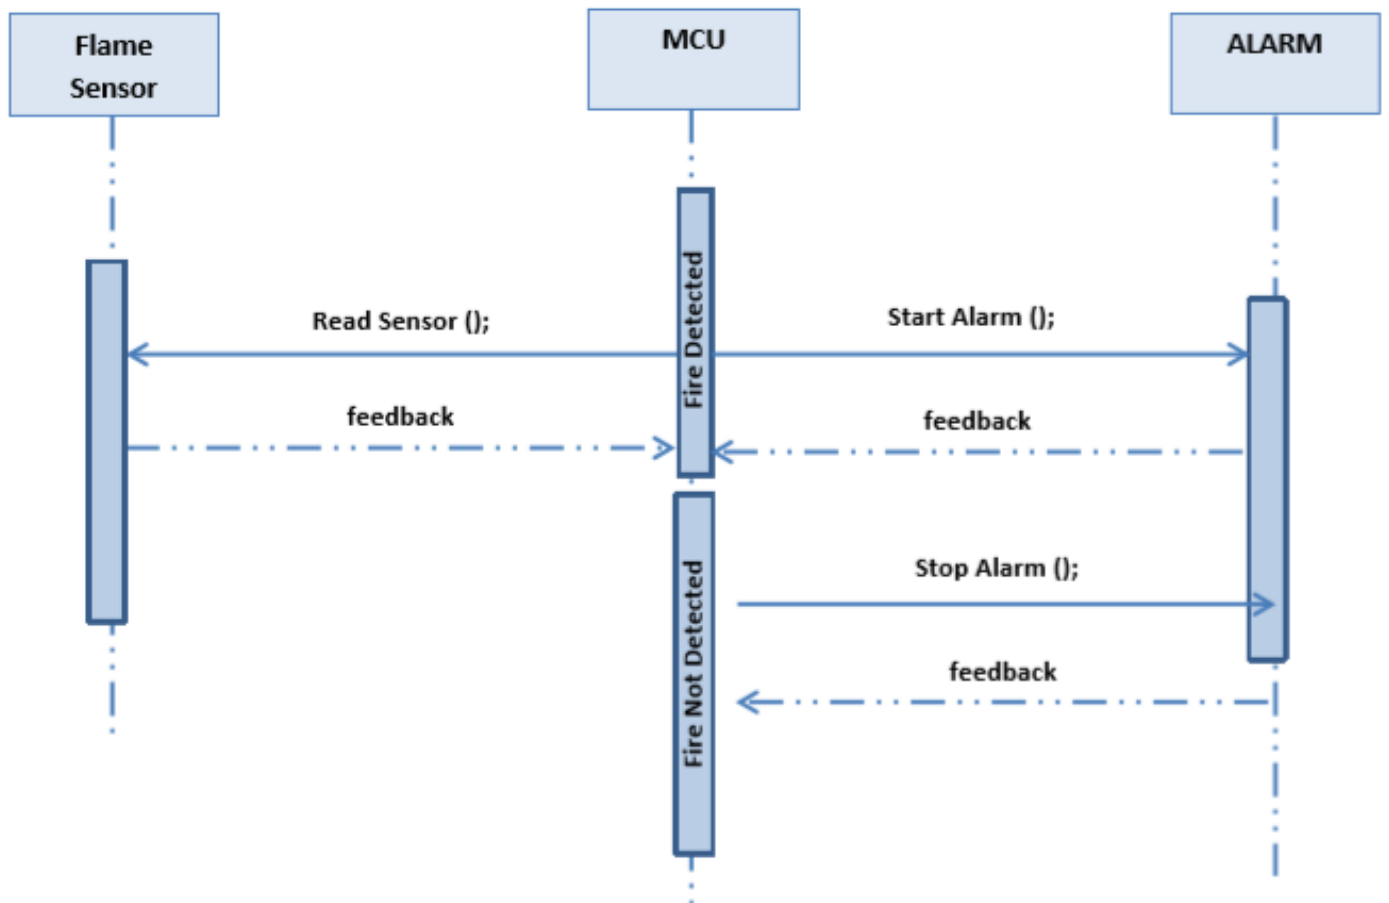 Flame
Sensor
MCU
ALARM
Fire Detected
Read Sensor ();
Start Alarm ();
feedback
feedback
Fire Not Detected
Stop Alarm ();
feedback